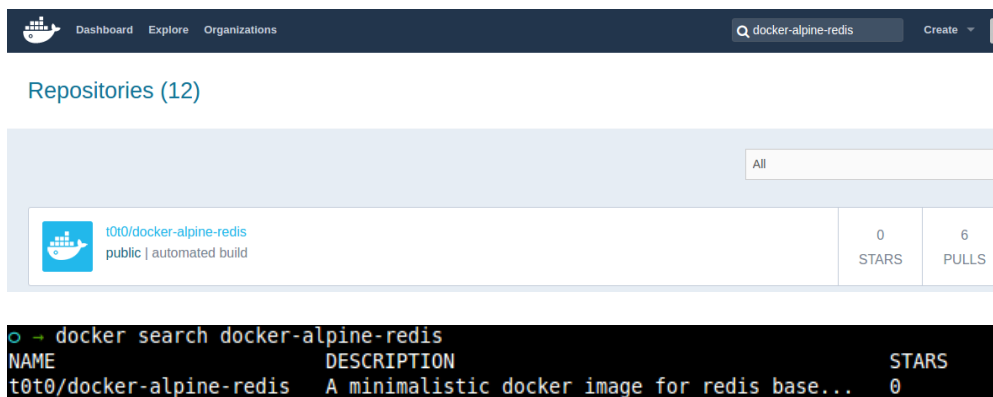 Dashboard Explore Organizations docker-alpine-redis Create
Repositories (12)
All
t0t0/docker-alpine-redis
public | automated build
0
STARS
6
PULLS
→ docker search docker-alpine-redis
NAME DESCRIPTION STARS
t0t0/docker-alpine-redis A minimalistic docker image for redis base... 0